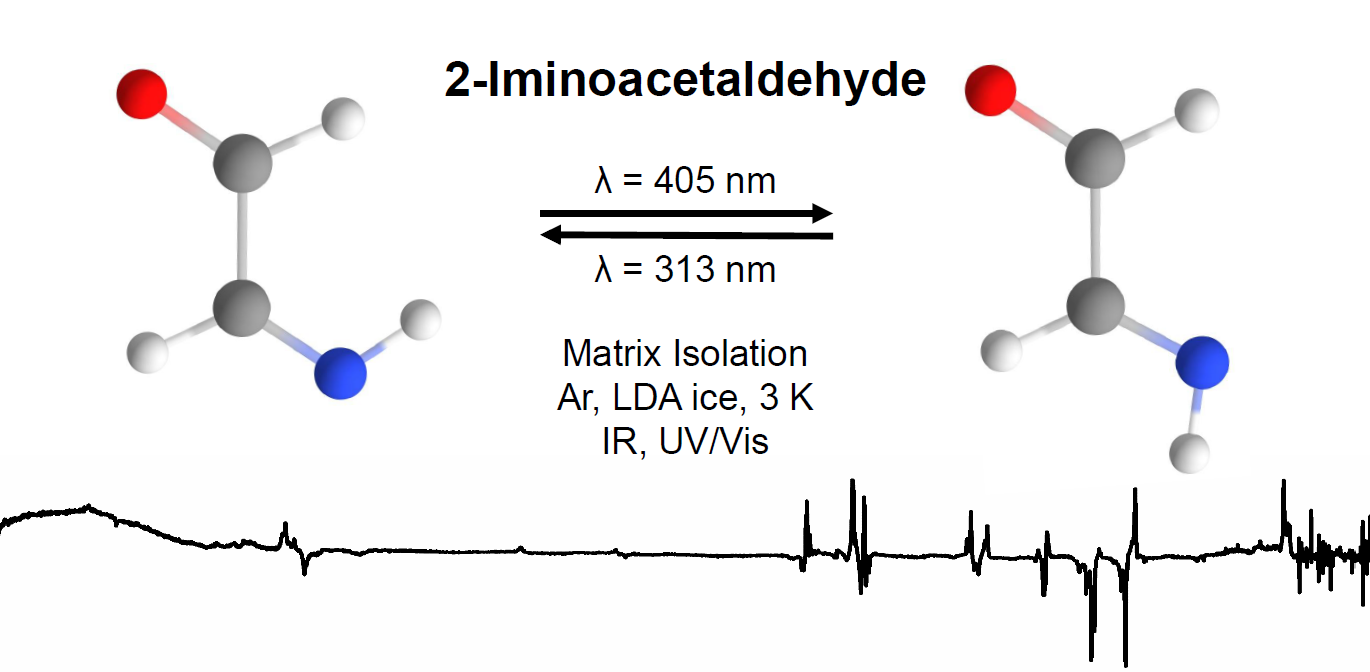 2-Iminoacetaldehyde
λ = 405 nm
λ = 313 nm
Matrix Isolation
Ar, LDA ice, 3 K
IR, UV/Vis